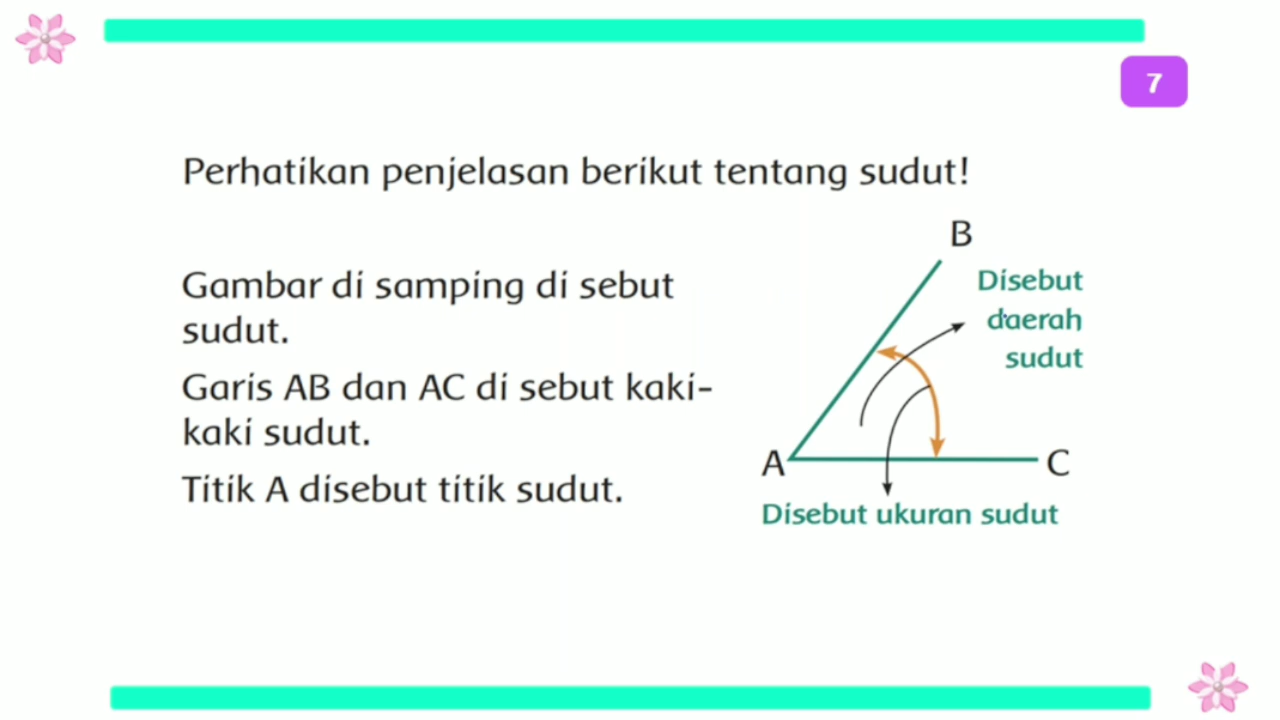 7
Perhatikan penjelasan berikut tentang sudut!
Gambar di samping di sebut
sudut.
Garis AB dan AC di sebut kaki-
kaki sudut.
Titik A disebut titik sudut.
B
Disebut
daerah
sudut
A
C
Disebut ukuran sudut